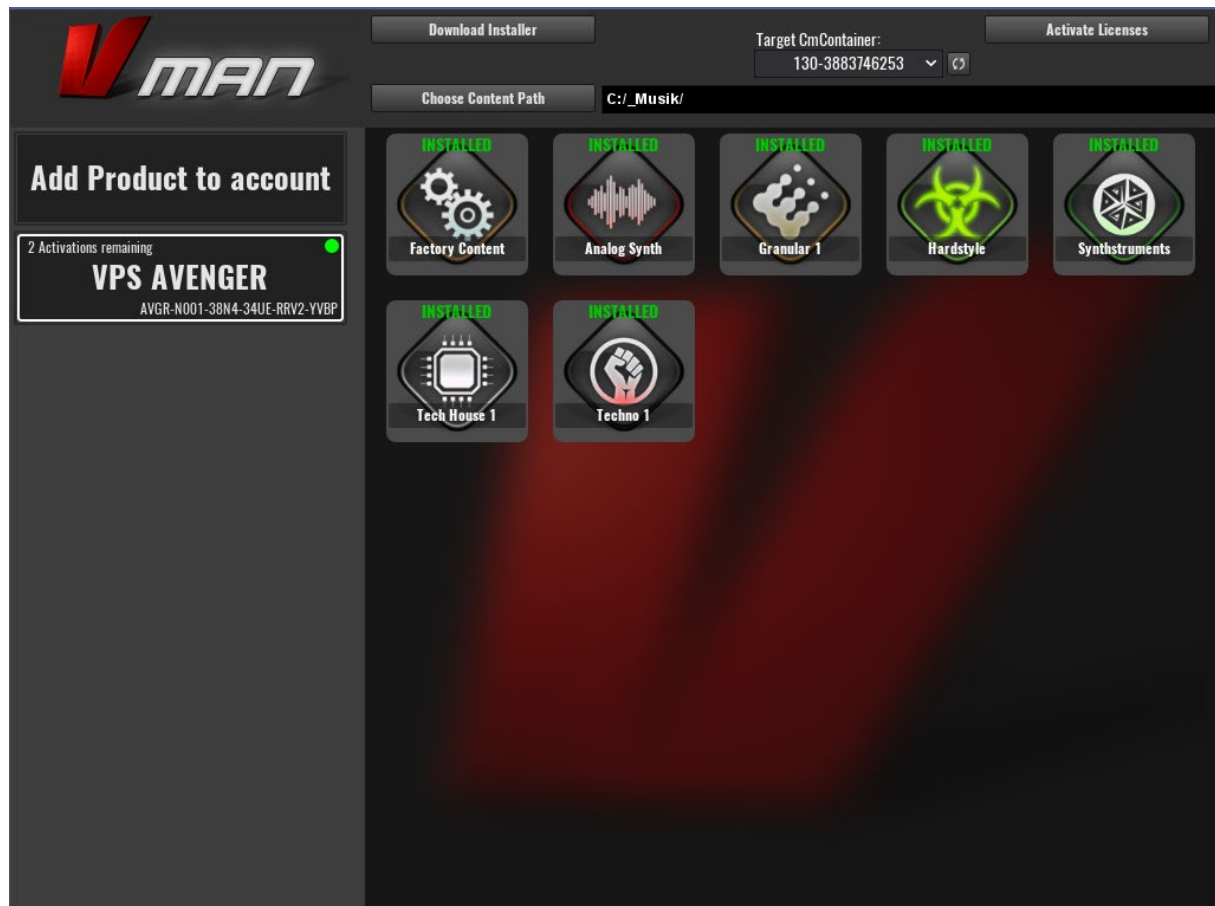 Vman
Download Installer
Target CmContainer:
130-3883746253
Activate Licenses
Choose Content Path
C:/_Musik/
Add Product to account
2 Activations remaining
VPS AVENGER
AVGR-N001-38N4-34UE-RRV2-YVBP
INSTALLED
Factory Content
INSTALLED
Analog Synth
INSTALLED
Granular 1
INSTALLED
Hardstyle
INSTALLED
Synthstruments
INSTALLED
Tech House 1
INSTALLED
Techno 1